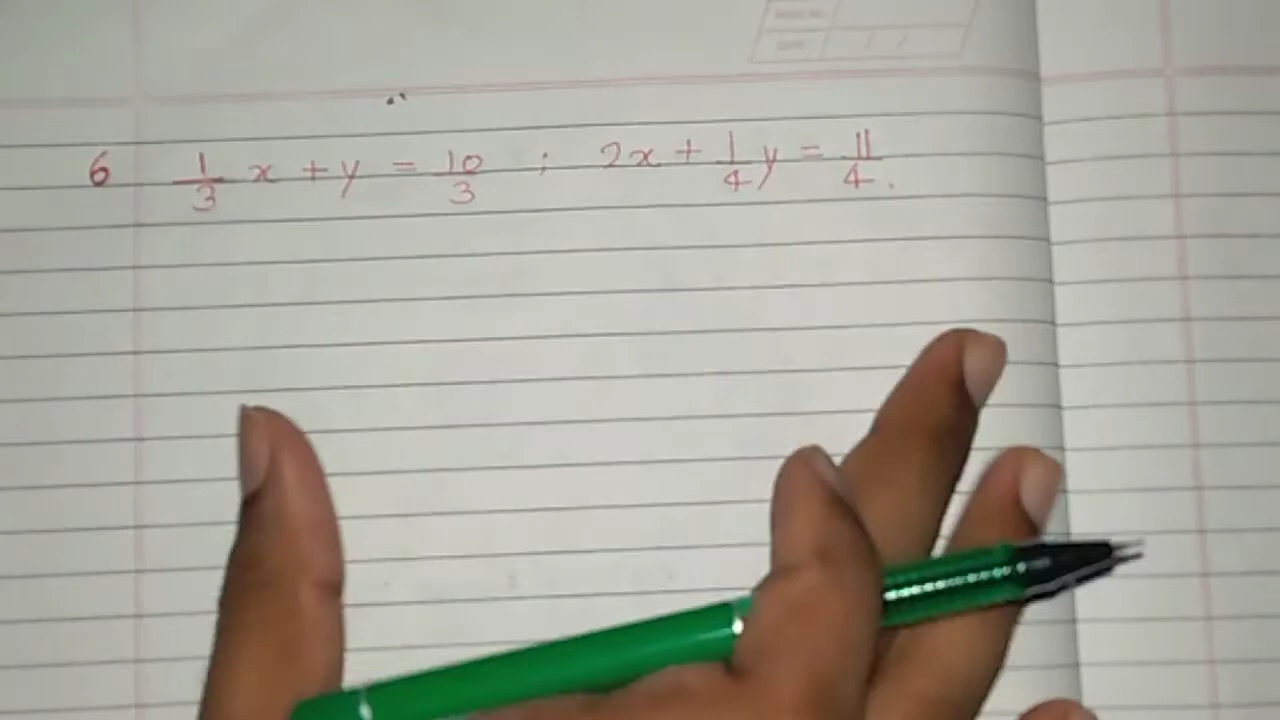 6 1/3 x + y = 10/3 ; 2x + 1/4 y = 11/4.